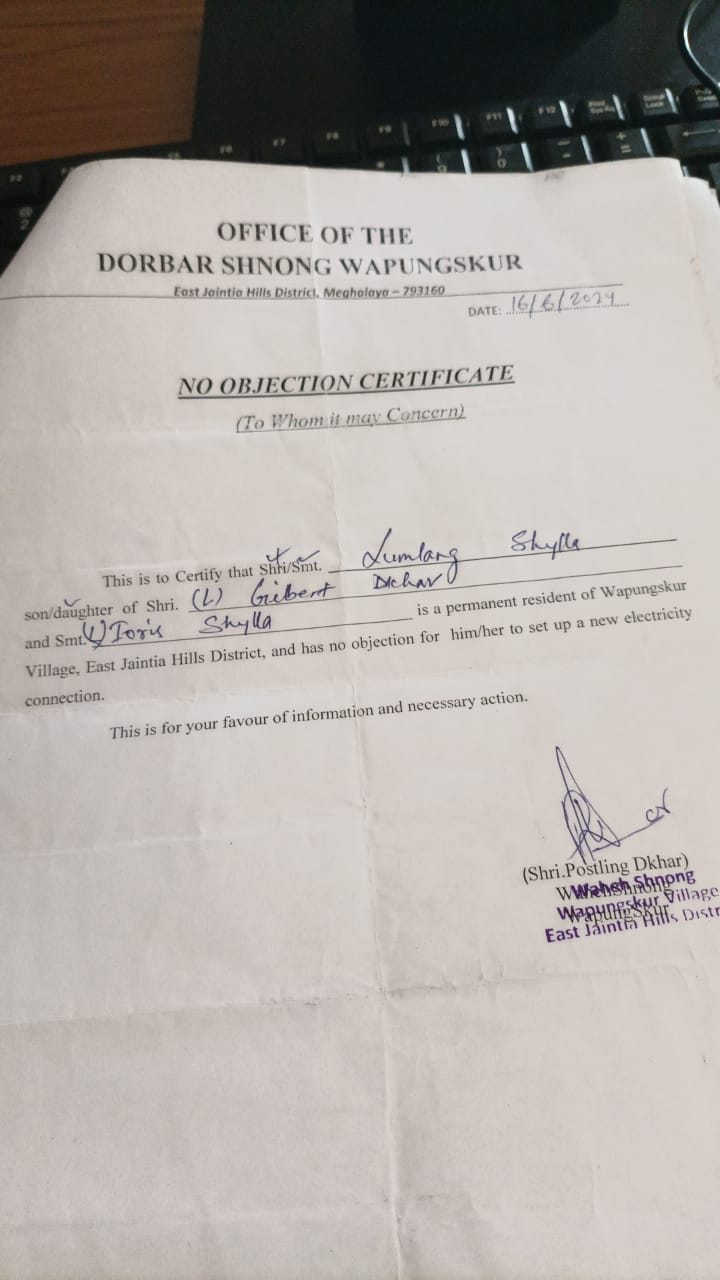 OFFICE OF THE
DORBAR SHNONG WAPUNGSKUR
East Jaintia Hills District, Meghalaya – 793160
DATE: 16/6/2024
NO OBJECTION CERTIFICATE
(To Whom it may Concern)
This is to Certify that Shri/Smt. Lumlang Shylla
son/daughter of Shri. (L) Gilbert Dkhar
and Smt. (L) Ioris Shylla is a permanent resident of Wapungskur
Village, East Jaintia Hills District, and has no objection for him/her to set up a new electricity
connection.
This is for your favour of information and necessary action.
(Shri.Postling Dkhar)
Waheh Shnong
Wapungskur Village
East Jaintia Hills Distr